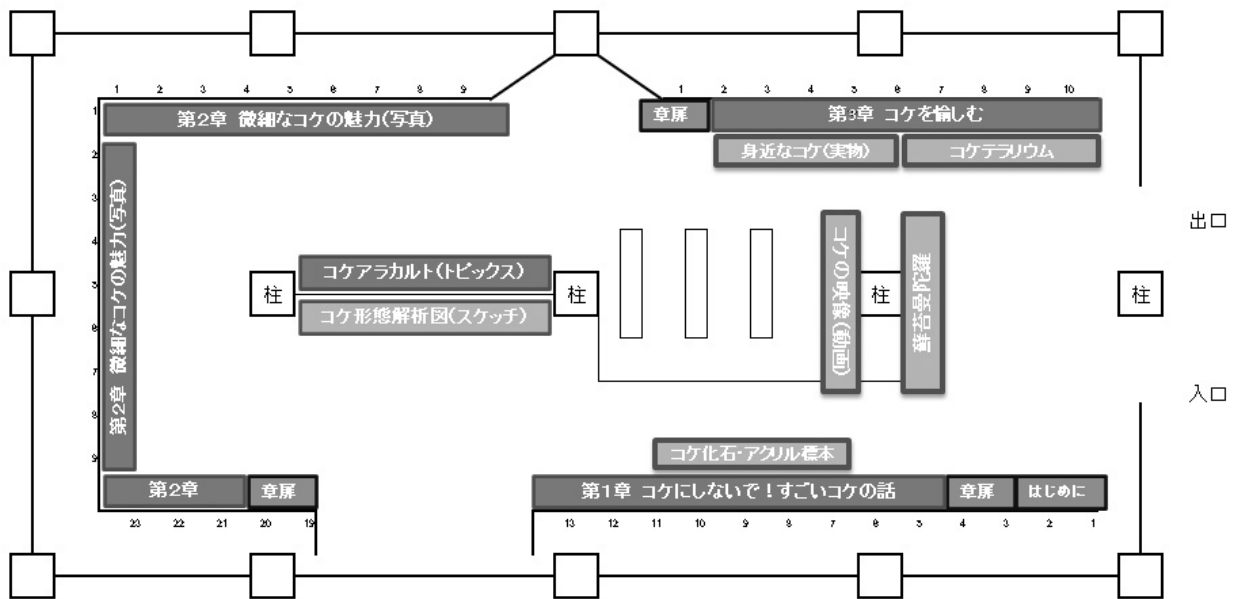 1 2 3 4 5 6 7 8 9
1 2 3 4 5 6 7 8 9 10
1
第2章 微細なコケの魅力(写真)
章扉
第3章 コケを愉しむ
身近なコケ(実物)
コケテラリウム
2
3
4
5
6
7
8
9
第2章 微細なコケの魅力(写真)
出口
コケアラカルト(トピックス)
コケ形態解析図(スケッチ)
柱
柱
コケの映像(動画)
柱
蘚苔曼陀羅
柱
入口
コケ化石・アクリル標本
第2章
章扉
第1章 コケにしないで!すごいコケの話
章扉
はじめに
23 22 21 20 19
13 12 11 10 9 8 7 6 5 4 3 2 1